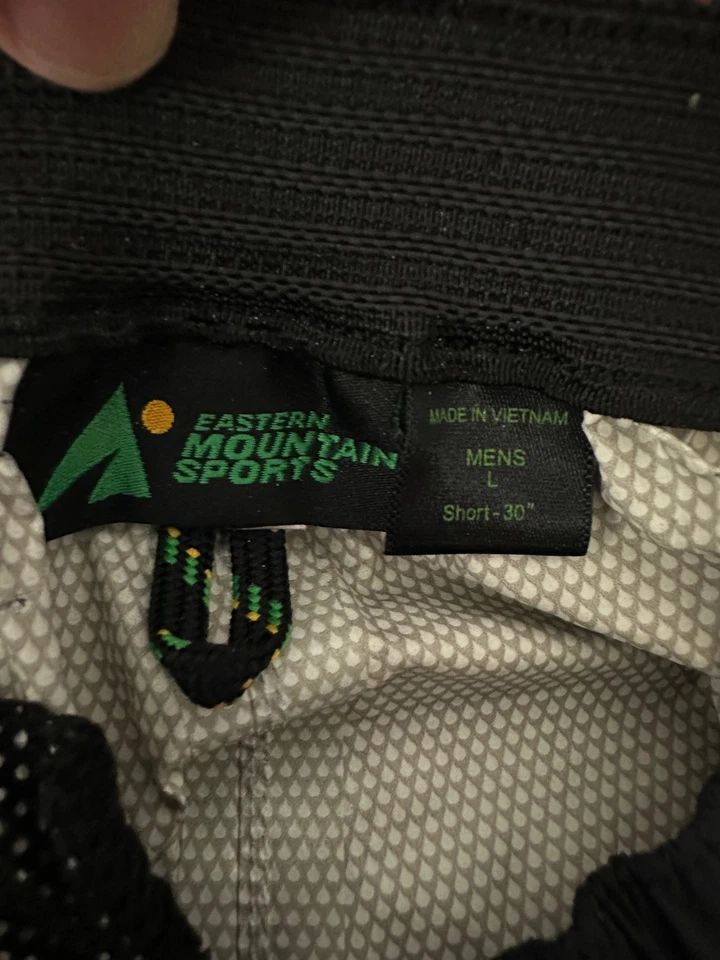 EASTERN
MOUNTAIN
SPORTS
MADE IN VIETNAM
MENS
L
Short-30"